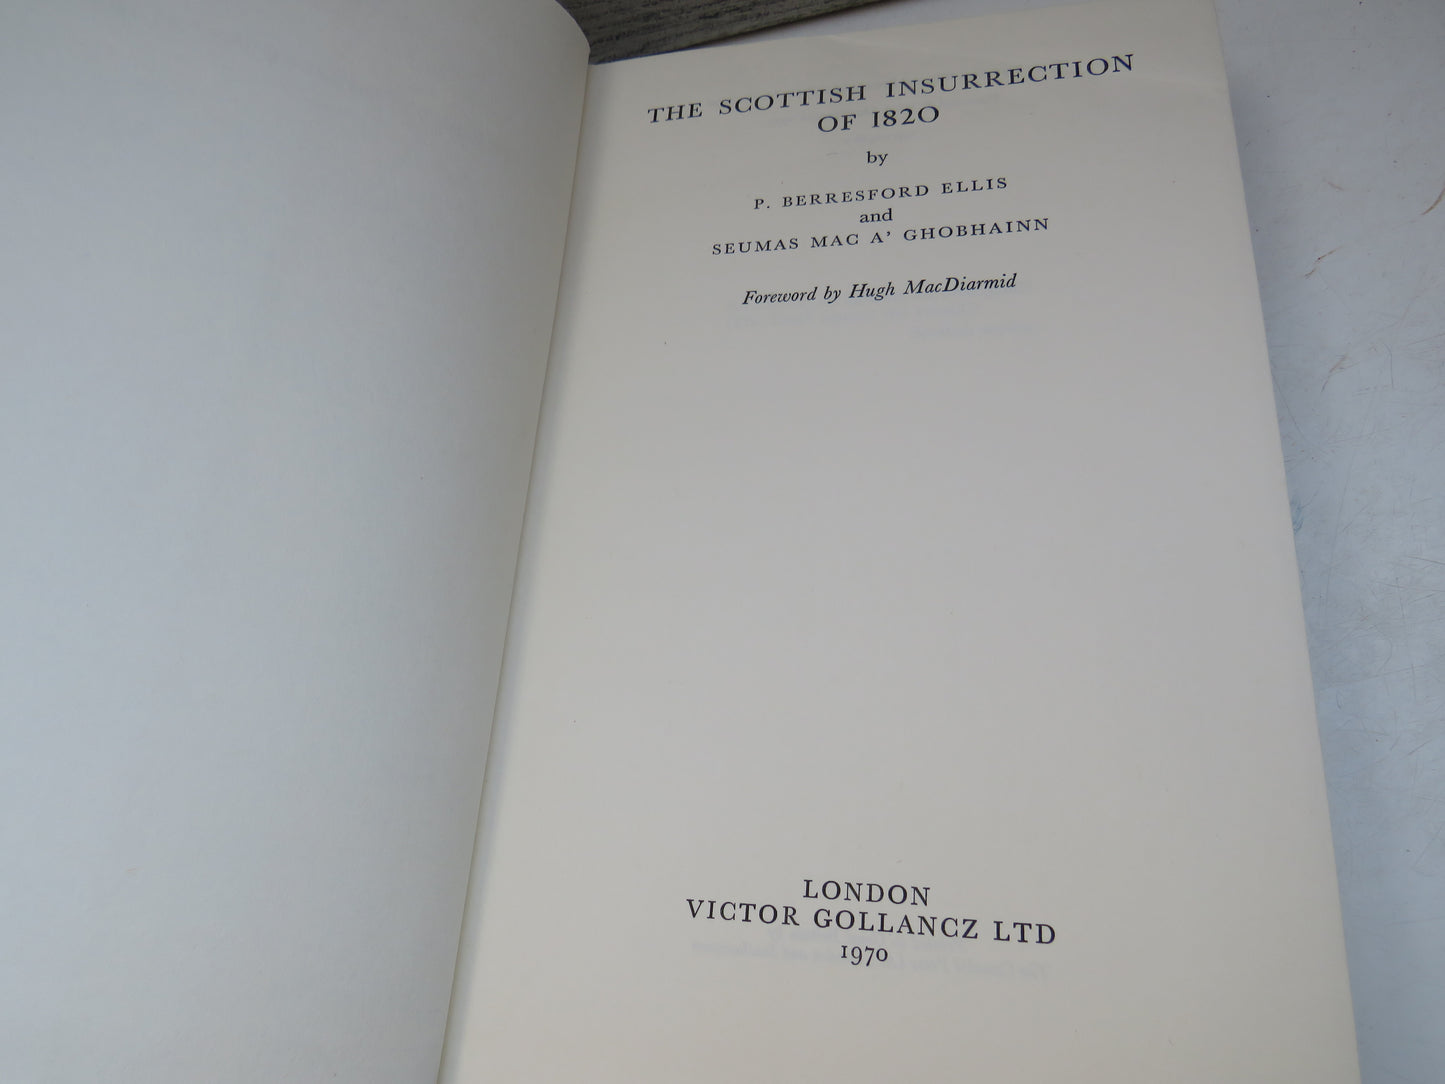 THE SCOTTISH INSURRECTION
OF 1820
by
P. BERRESFORD ELLIS
and
SEUMAS MAC A' GHOBHAINN
Foreword by Hugh MacDiarmid
LONDON
VICTOR GOLLANCZ LTD
1970